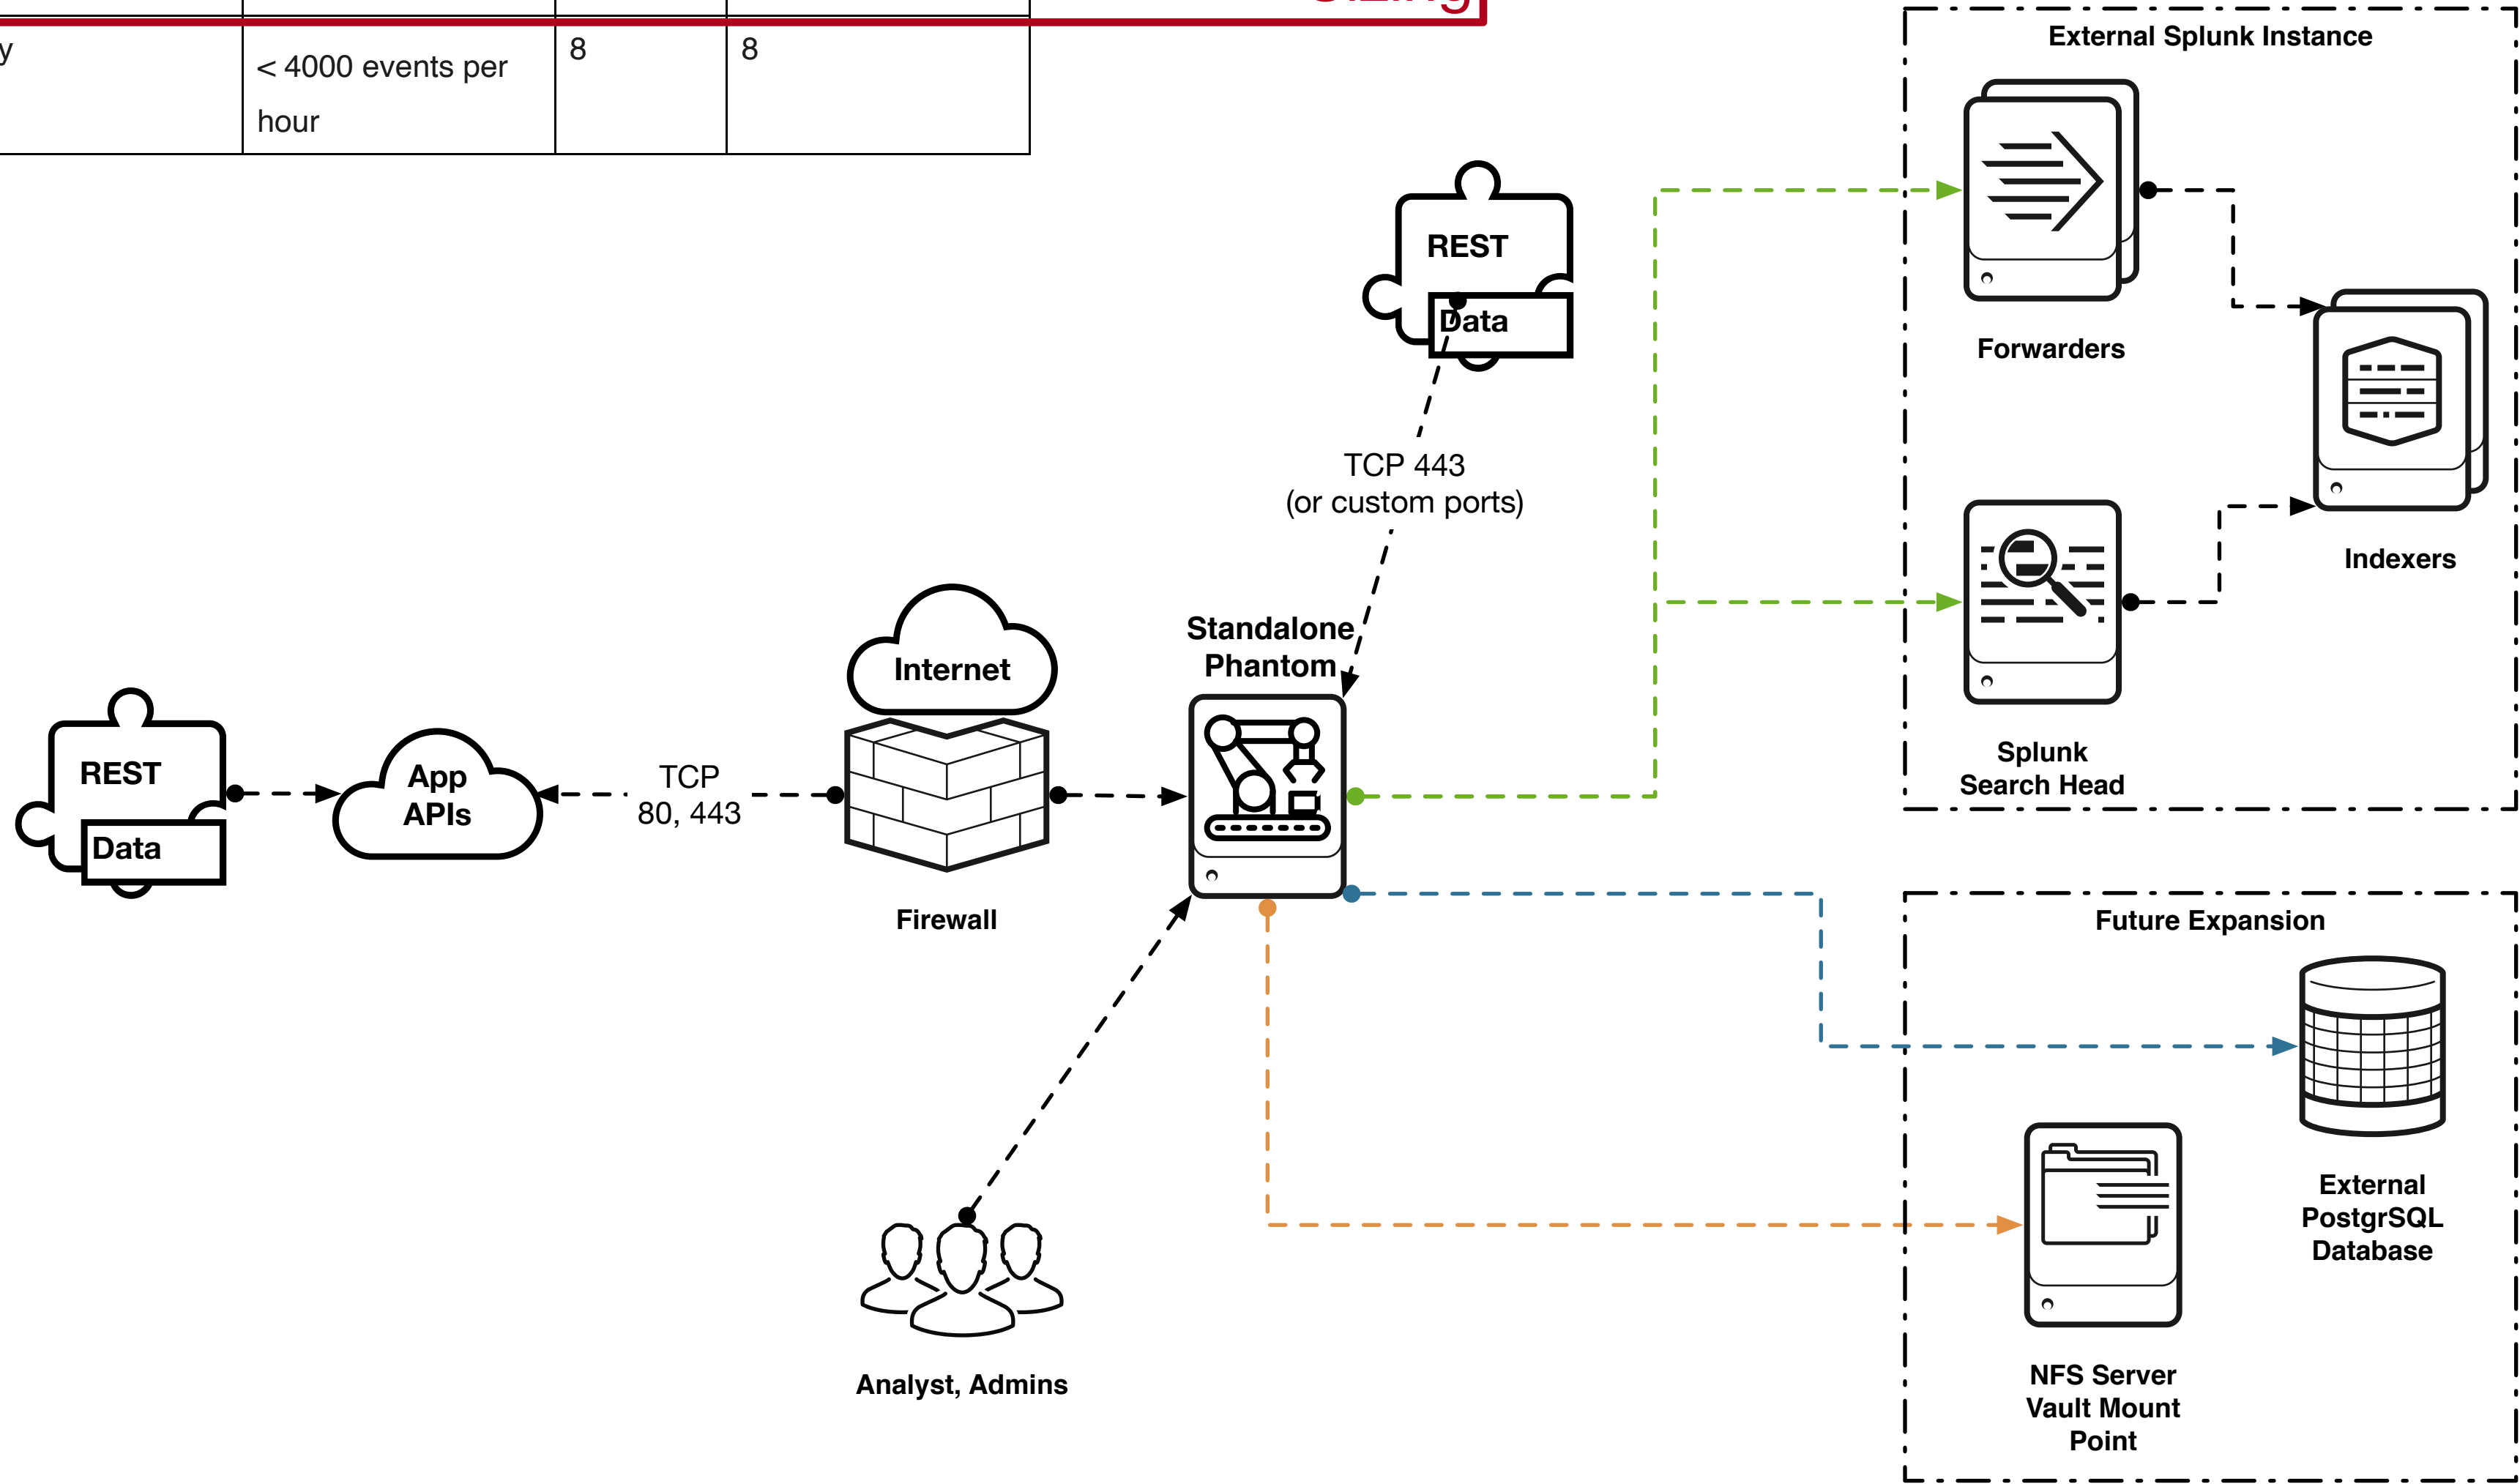 8
8
< 4000 events per
hour
External Splunk Instance
REST
Data
Forwarders
TCP 443
(or custom ports)
Indexers
Standalone
Phantom
Internet
Splunk
Search Head
REST
Data
App
APIs
TCP
80, 443
Firewall
Future Expansion
External
PostgrSQL
Database
NFS Server
Vault Mount
Point
Analyst, Admins